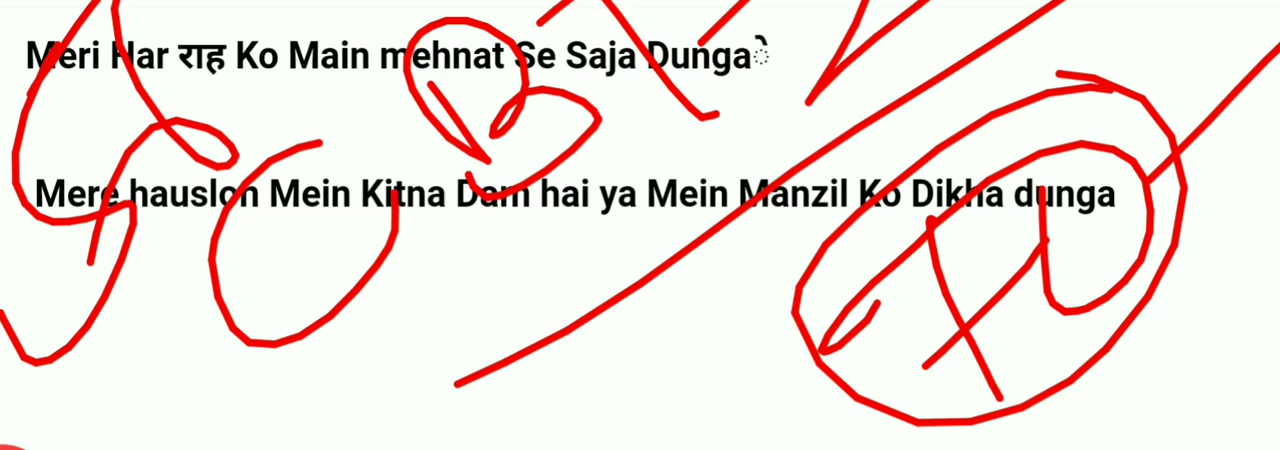 Meri Har राह Ko Main mehnat Se Saja Dungaे
Mere hauslon Mein Kitna Dam hai ya Mein Manzil Ko Dikha dunga